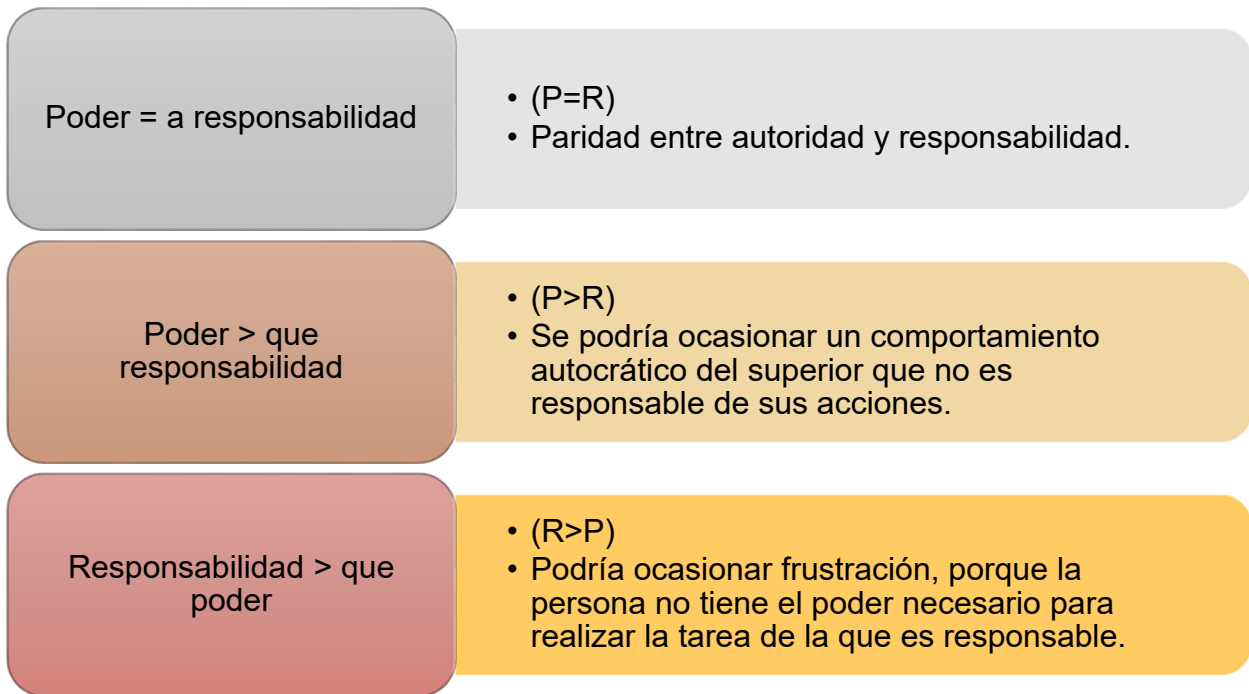 Poder = a responsabilidad
• (P=R)
• Paridad entre autoridad y responsabilidad.
Poder > que
responsabilidad
• (P>R)
• Se podría ocasionar un comportamiento
autocrático del superior que no es
responsable de sus acciones.
Responsabilidad > que
poder
• (R>P)
• Podría ocasionar frustración, porque la
persona no tiene el poder necesario para
realizar la tarea de la que es responsable.